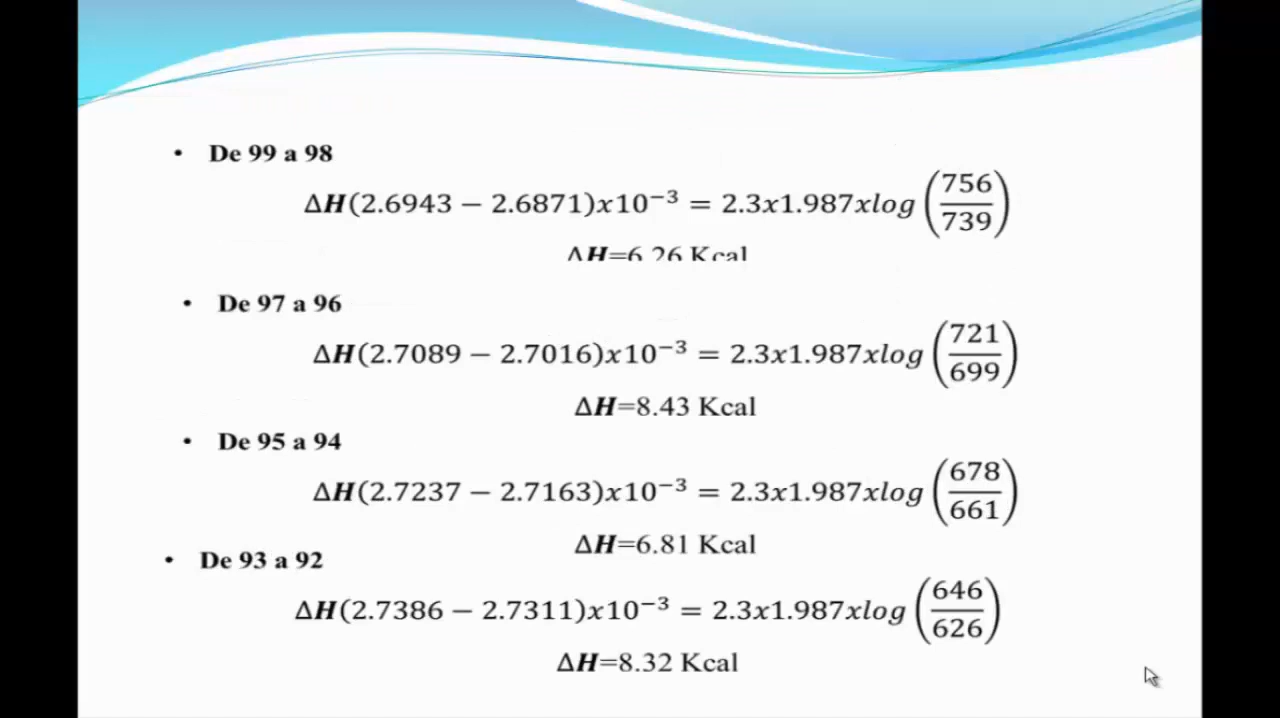 • De 99 a 98
ΔH(2.6943 − 2.6871)x10⁻³ = 2.3x1.987xlog (756/739)
ΔH=6.26 Kcal
• De 97 a 96
ΔH(2.7089 − 2.7016)x10⁻³ = 2.3x1.987xlog (721/699)
ΔH=8.43 Kcal
• De 95 a 94
ΔH(2.7237 − 2.7163)x10⁻³ = 2.3x1.987xlog (678/661)
ΔH=6.81 Kcal
• De 93 a 92
ΔH(2.7386 − 2.7311)x10⁻³ = 2.3x1.987xlog (646/626)
ΔH=8.32 Kcal